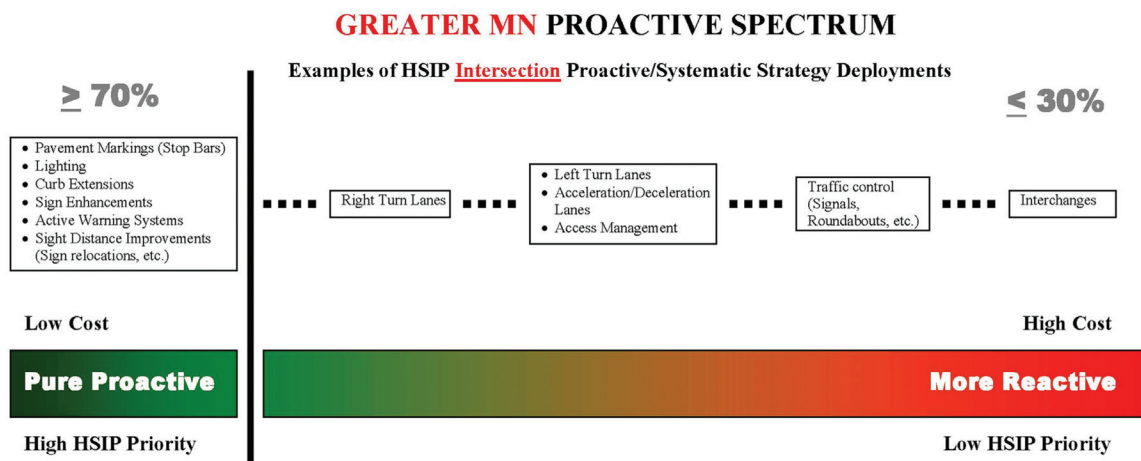 GREATER MN PROACTIVE SPECTRUM
Examples of HSIP Intersection Proactive/Systematic Strategy Deployments
≥ 70%
≤ 30%
• Pavement Markings (Stop Bars)
• Lighting
• Curb Extensions
• Sign Enhancements
• Active Warning Systems
• Sight Distance Improvements
(Sign relocations, etc.)
Right Turn Lanes
• Left Turn Lanes
• Acceleration/Deceleration
Lanes
• Access Management
Traffic control
(Signals,
Roundabouts, etc.)
Interchanges
Low Cost
High Cost
Pure Proactive
More Reactive
High HSIP Priority
Low HSIP Priority